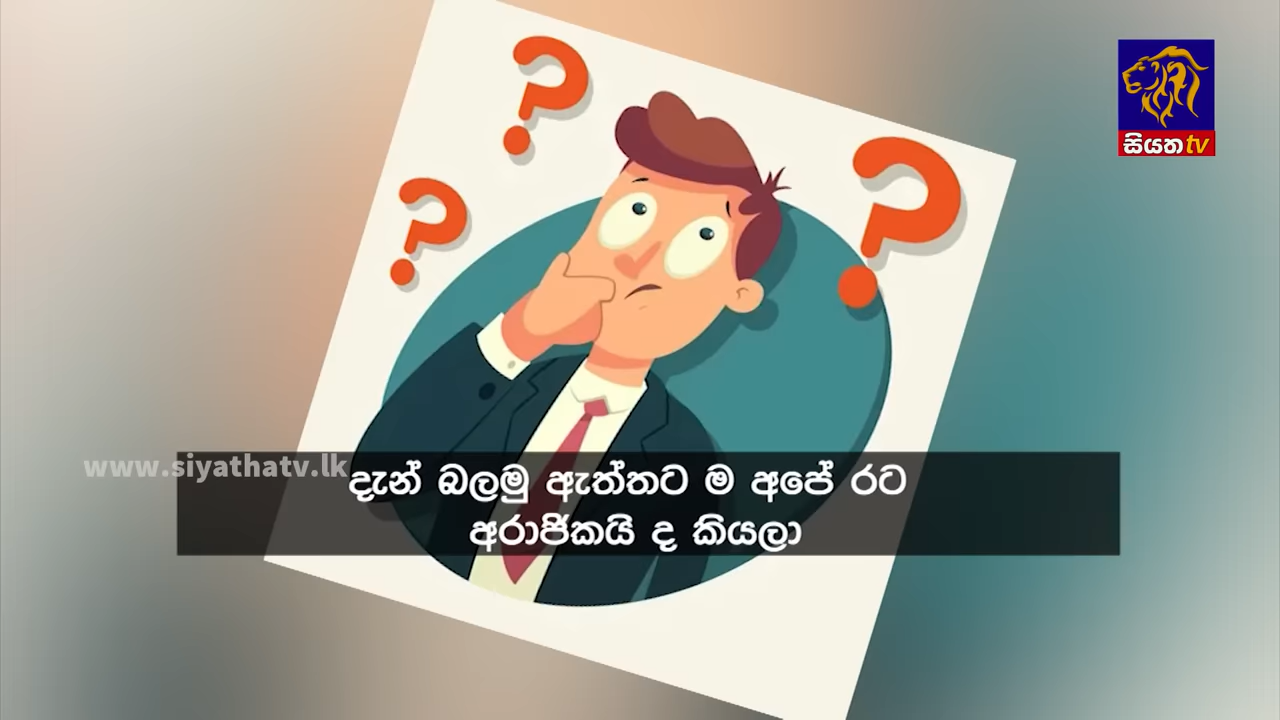 සියත tv
www.siyathatv.lk
දැන් බලමු ඇත්තට ම අපේ රට
අරාජිකයි ද කියලා